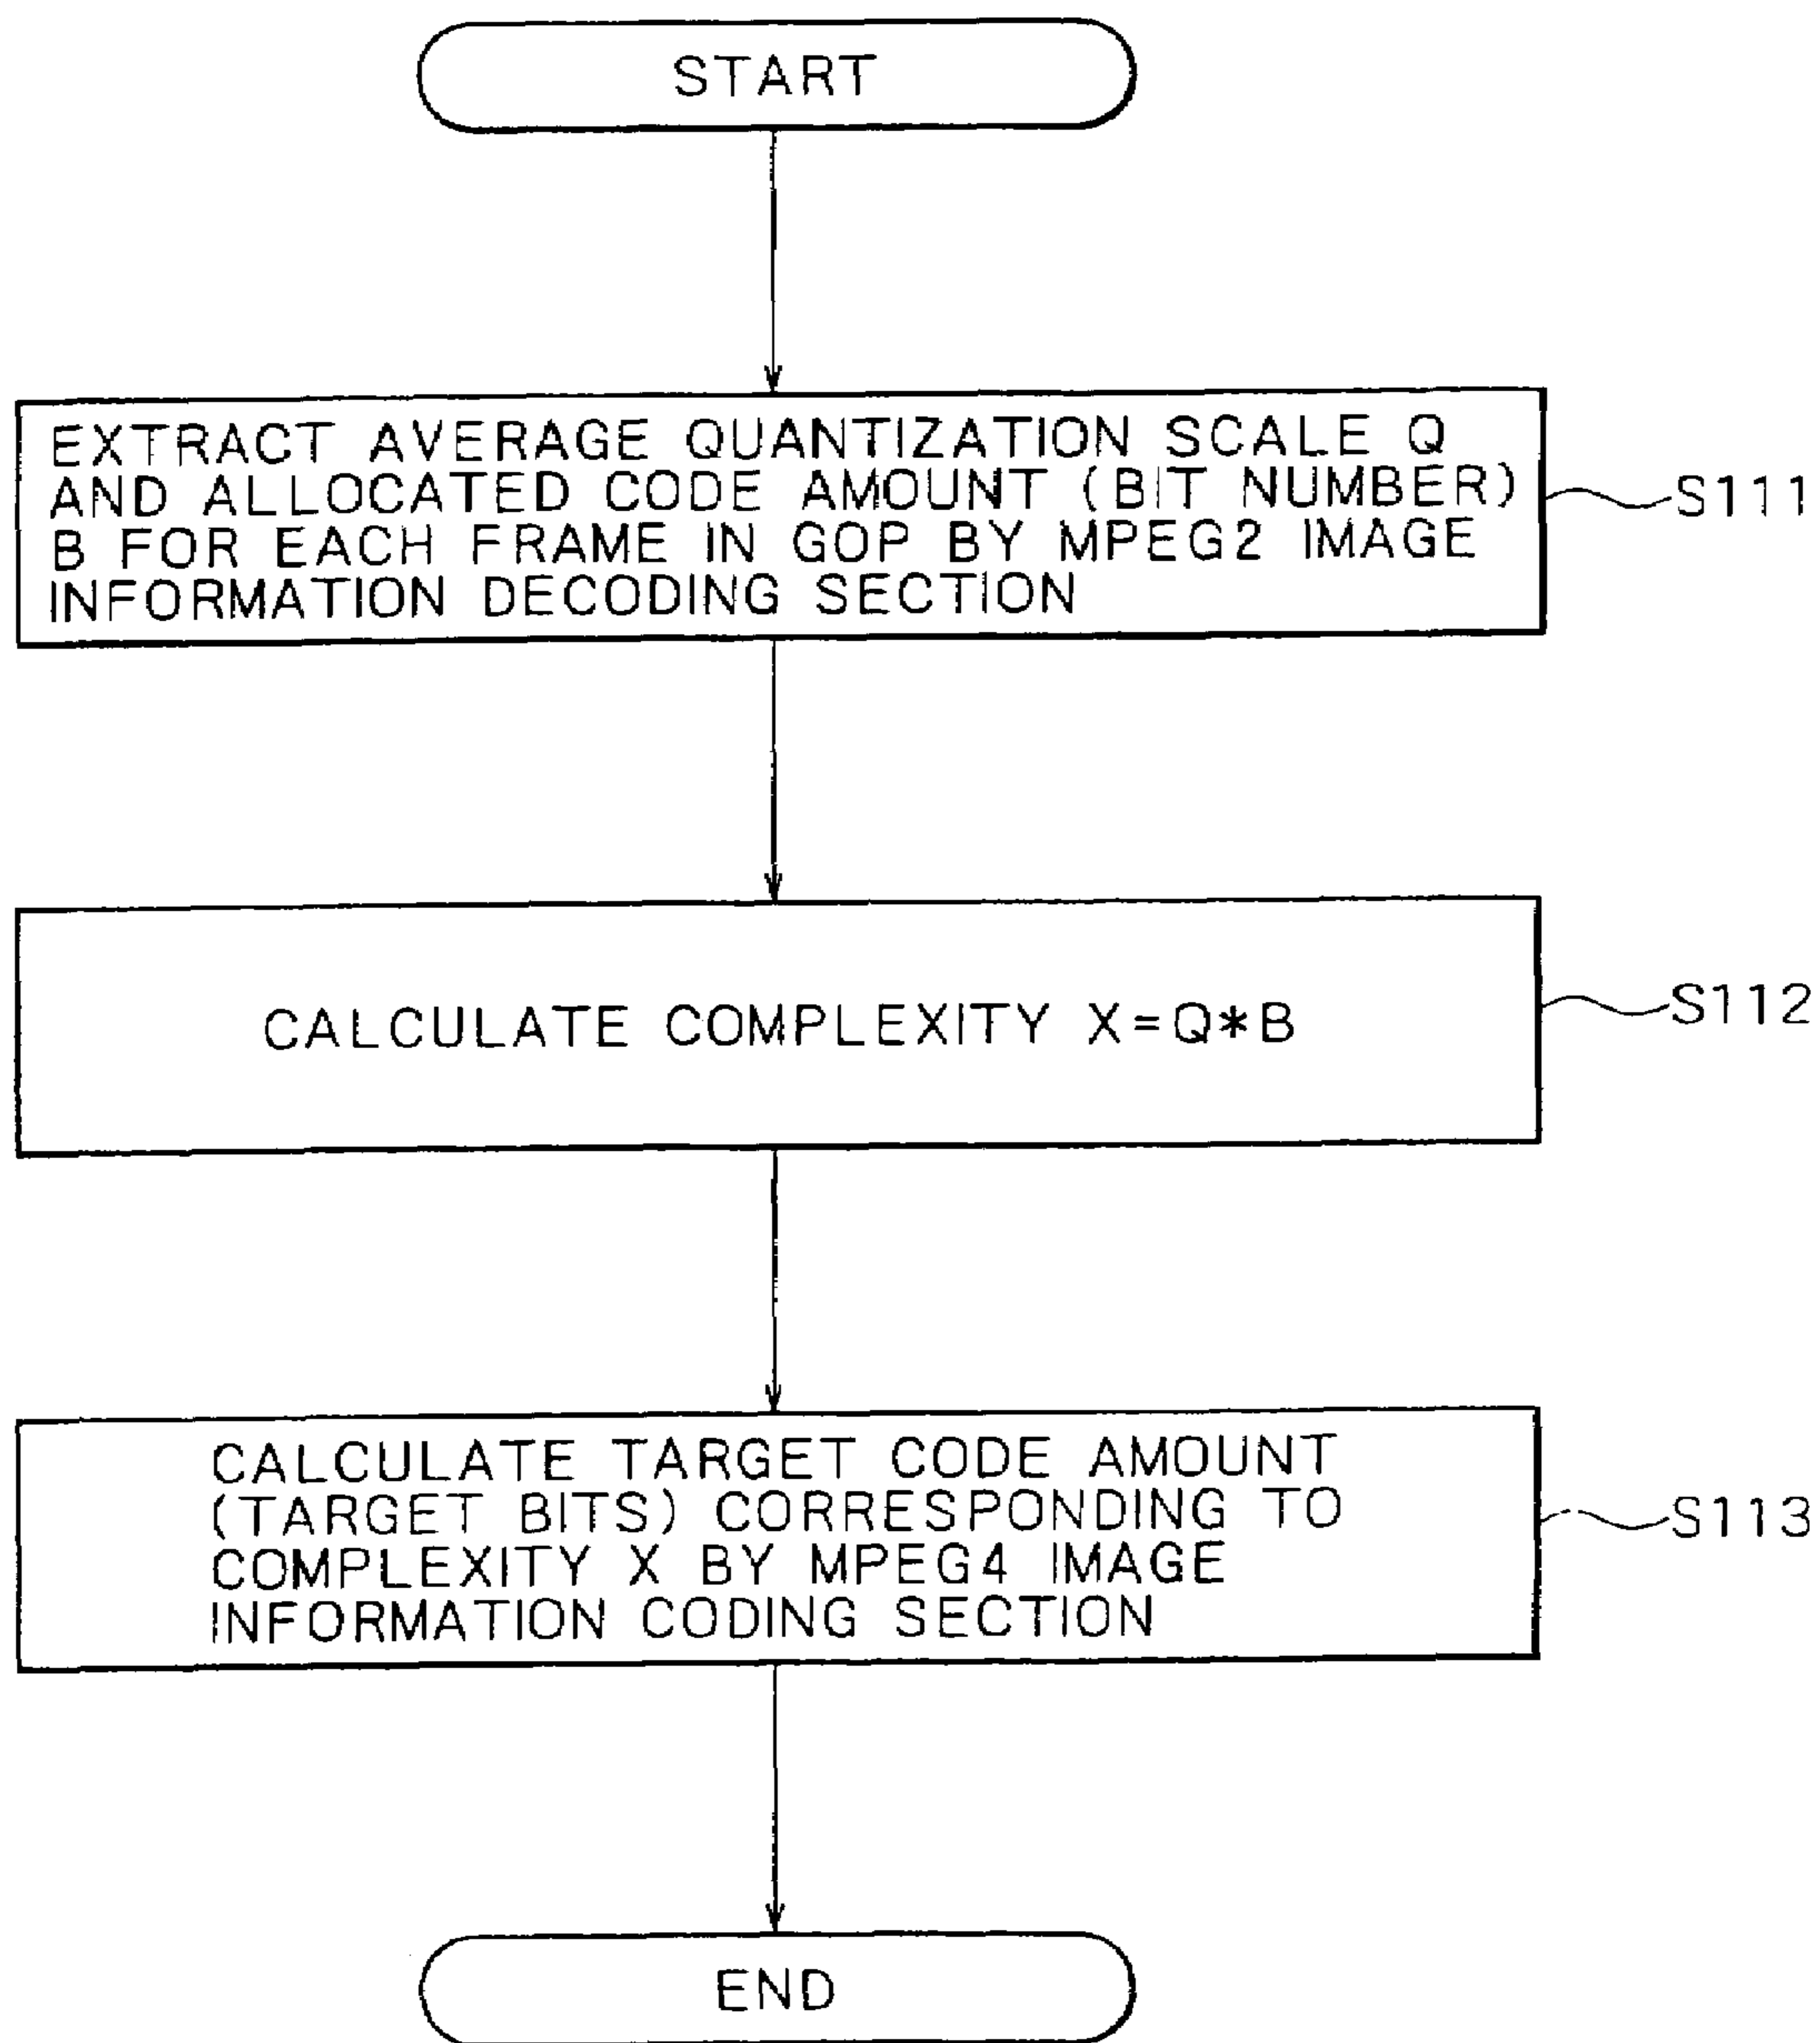 START
EXTRACT AVERAGE QUANTIZATION SCALE Q
AND ALLOCATED CODE AMOUNT (BIT NUMBER)
B FOR EACH FRAME IN GOP BY MPEG2 IMAGE
INFORMATION DECODING SECTION
S111
CALCULATE COMPLEXITY X=Q*B
S112
CALCULATE TARGET CODE AMOUNT
(TARGET BITS) CORRESPONDING TO
COMPLEXITY X BY MPEG4 IMAGE
INFORMATION CODING SECTION
S113
END